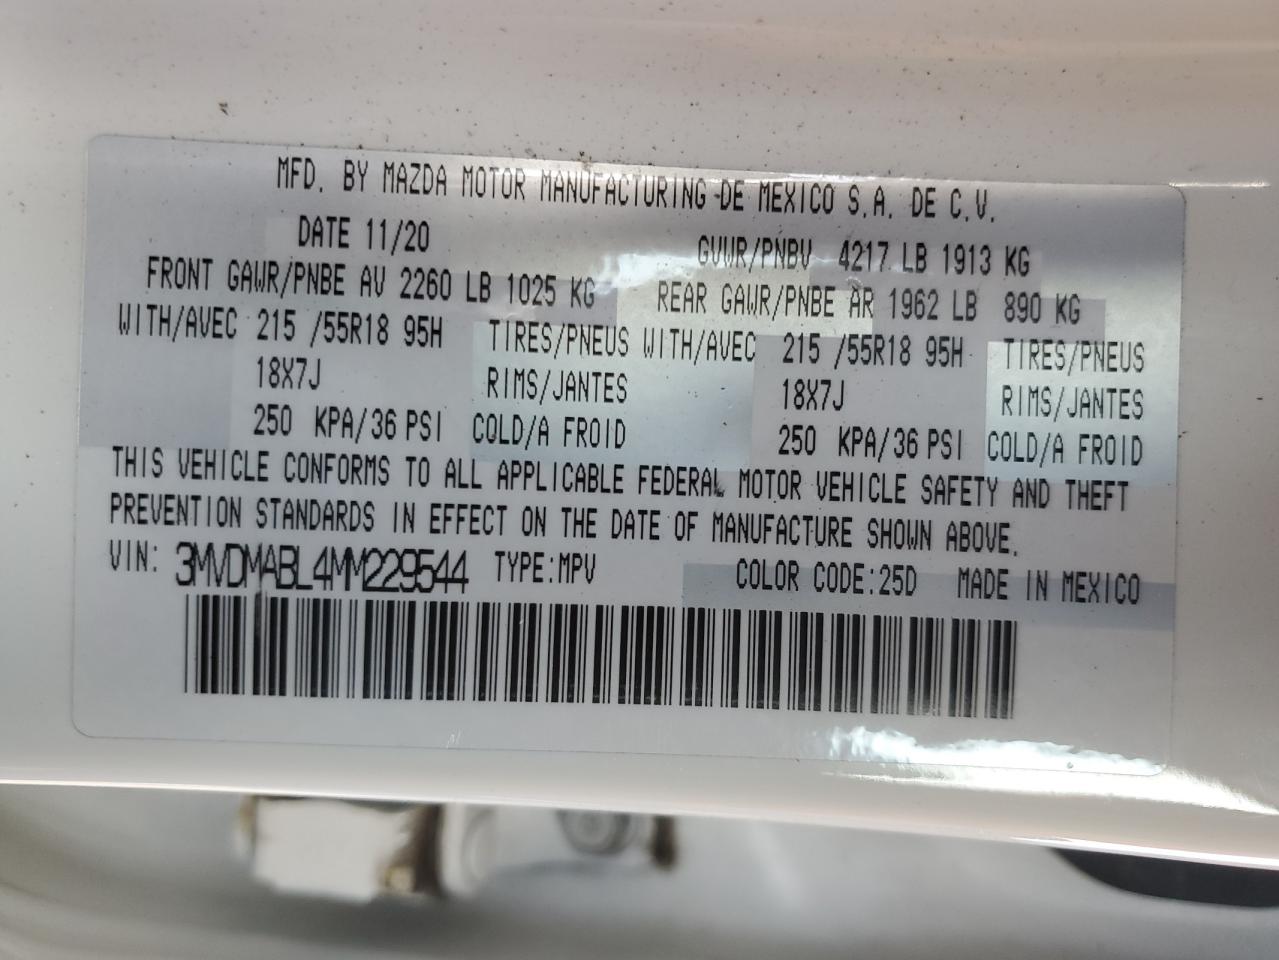 MFD. BY MAZDA MOTOR MANUFACTURING DE MEXICO S.A. DE C.V.
DATE 11/20 GVWR/PNBV 4217 LB 1913 KG
FRONT GAWR/PNBE AV 2260 LB 1025 KG REAR GAWR/PNBE AR 1962 LB 890 KG
WITH/AVEC 215 /55R18 95H TIRES/PNEUS WITH/AVEC 215 /55R18 95H TIRES/PNEUS
18X7J RIMS/JANTES 18X7J RIMS/JANTES
250 KPA/36 PSI COLD/A FROID 250 KPA/36 PSI COLD/A FROID
THIS VEHICLE CONFORMS TO ALL APPLICABLE FEDERAL MOTOR VEHICLE SAFETY AND THEFT
PREVENTION STANDARDS IN EFFECT ON THE DATE OF MANUFACTURE SHOWN ABOVE.
VIN: 3MVDMABL4MM229544 TYPE:MPV COLOR CODE:25D MADE IN MEXICO